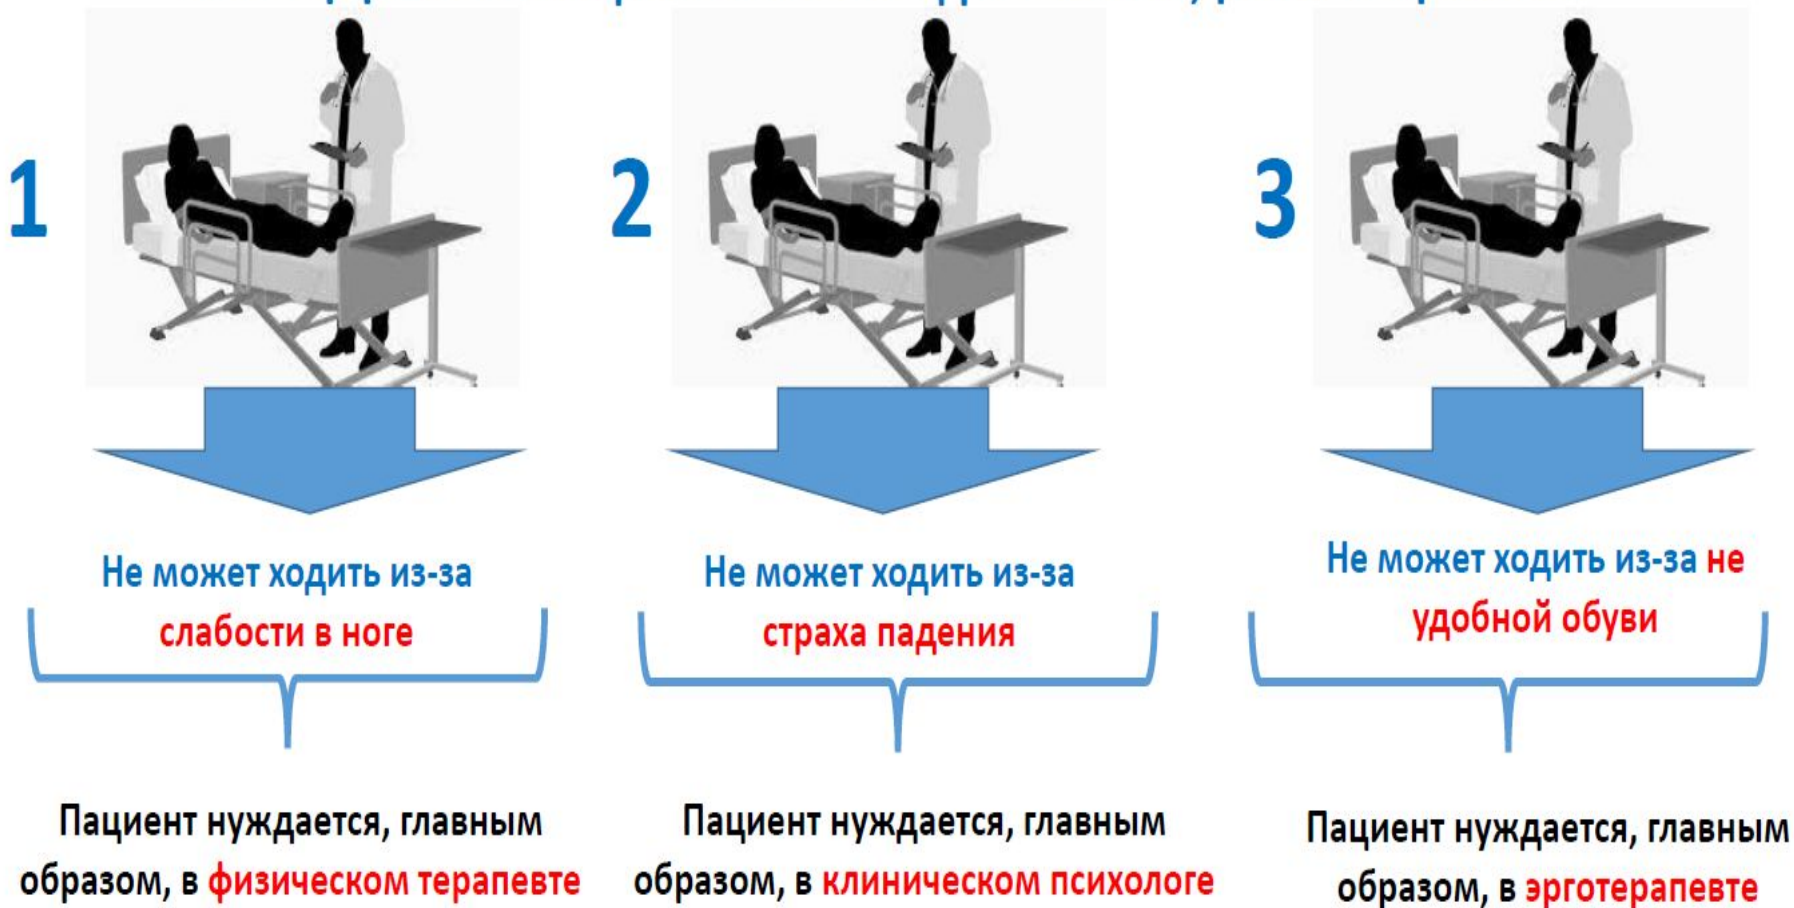 1
2
3
Не может ходить из-за
слабости в ноге
Не может ходить из-за
страха падения
Не может ходить из-за не
удобной обуви
Пациент нуждается, главным
образом, в физическом терапевте
Пациент нуждается, главным
образом, в клиническом психологе
Пациент нуждается, главным
образом, в эрготерапевте